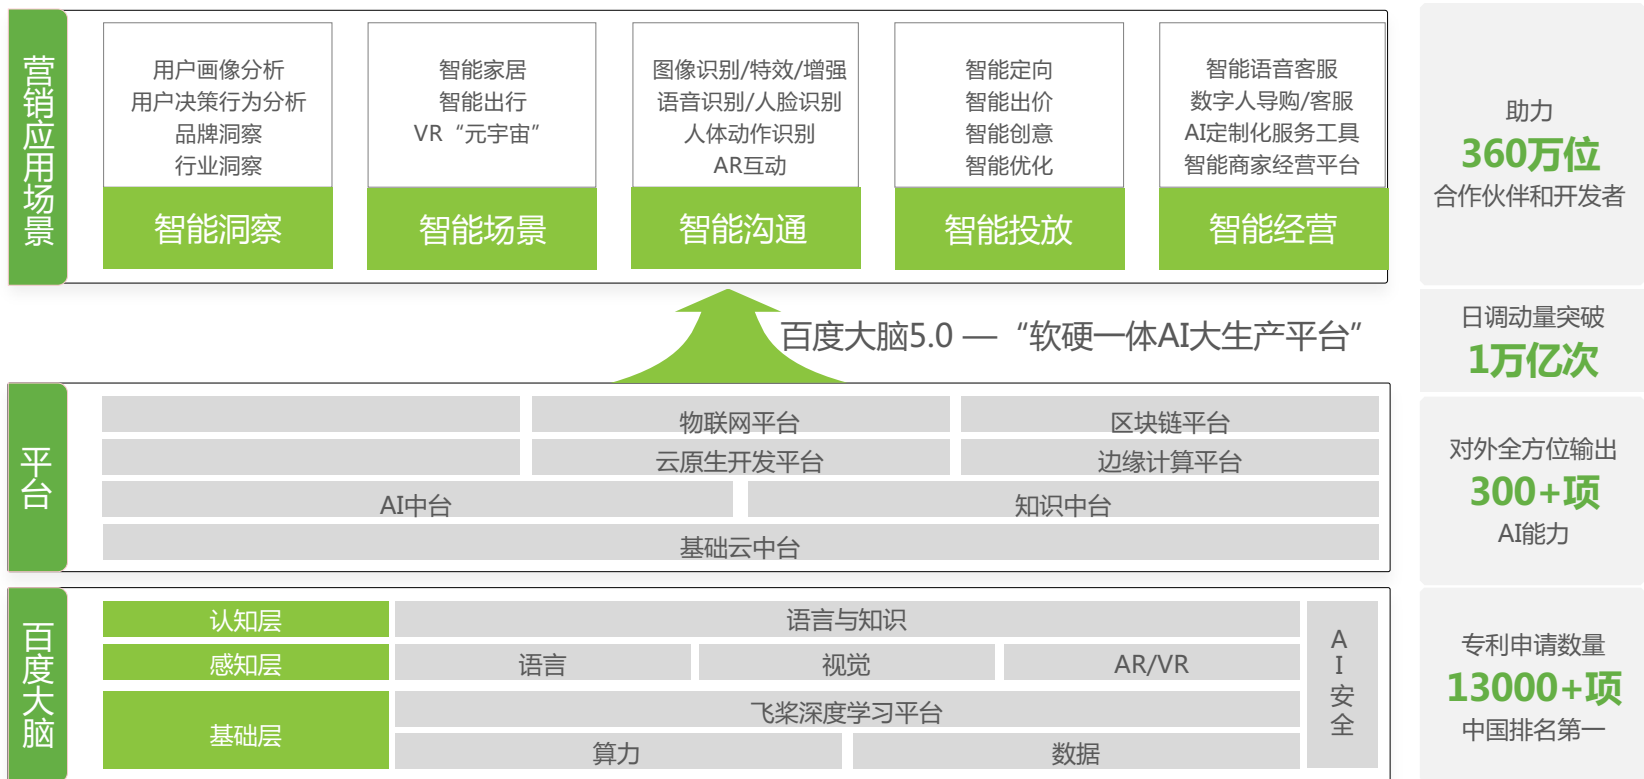 营销应用场景
用户画像分析
用户决策行为分析
品牌洞察
行业洞察
智能洞察
智能家居
智能出行
VR“元宇宙”
智能场景
图像识别/特效/增强
语音识别/人脸识别
人体动作识别
AR互动
智能沟通
智能定向
智能出价
智能创意
智能优化
智能投放
智能语音客服
数字人导购/客服
AI定制化服务工具
智能商家经营平台
智能经营
助力
360万位
合作伙伴和开发者
百度大脑5.0 —“软硬一体AI大生产平台”
日调动量突破
1万亿次
平台
物联网平台
区块链平台
云原生开发平台
边缘计算平台
AI中台
知识中台
基础云中台
对外全方位输出
300+项
AI能力
百度大脑
认知层
语言与知识
感知层
语言
视觉
AR/VR
基础层
飞桨深度学习平台
算力
数据
AI安全
专利申请数量
13000+项
中国排名第一